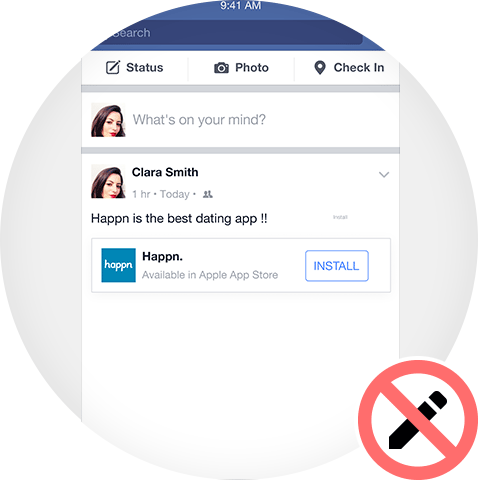 9:41 AM
Search
Status Photo Check In
What's on your mind?
Clara Smith
1 hr • Today •
Happn is the best dating app !! Install
happn
Happn.
Available in Apple App Store
INSTALL